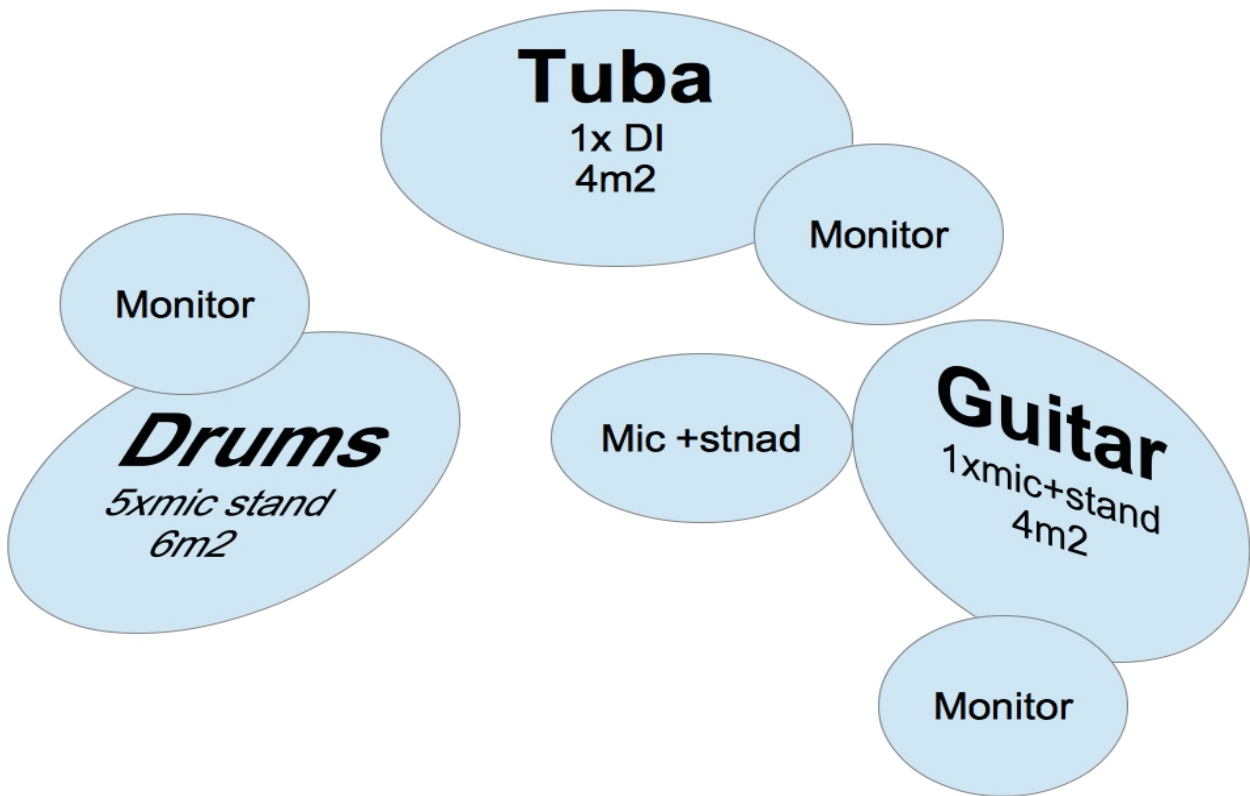 Tuba
1x DI
4m2
Monitor
Monitor
Drums
5xmic stand
6m2
Mic +stnad
Guitar
1xmic+stand
4m2
Monitor